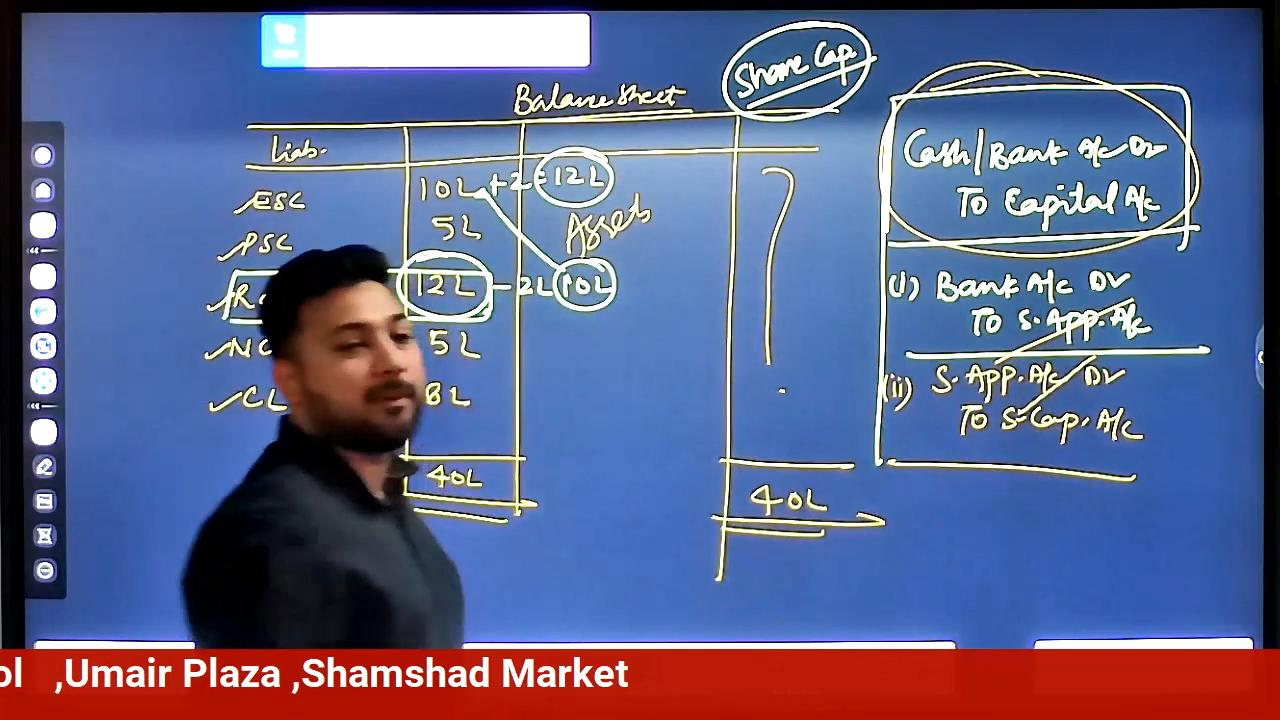 Share Cap.
Balance Sheet
Liab.
ESC 10L + 2 = 12L
PSC 5L Assets ?
12L - 2L 10L
5L
CL 8L
40L 40L
Cash/Bank A/c Dr
To Capital A/c
(i) Bank A/c Dr
To S. App. A/c
(ii) S. App. A/c Dr
To S. Cap. A/c
,Umair Plaza ,Shamshad Market